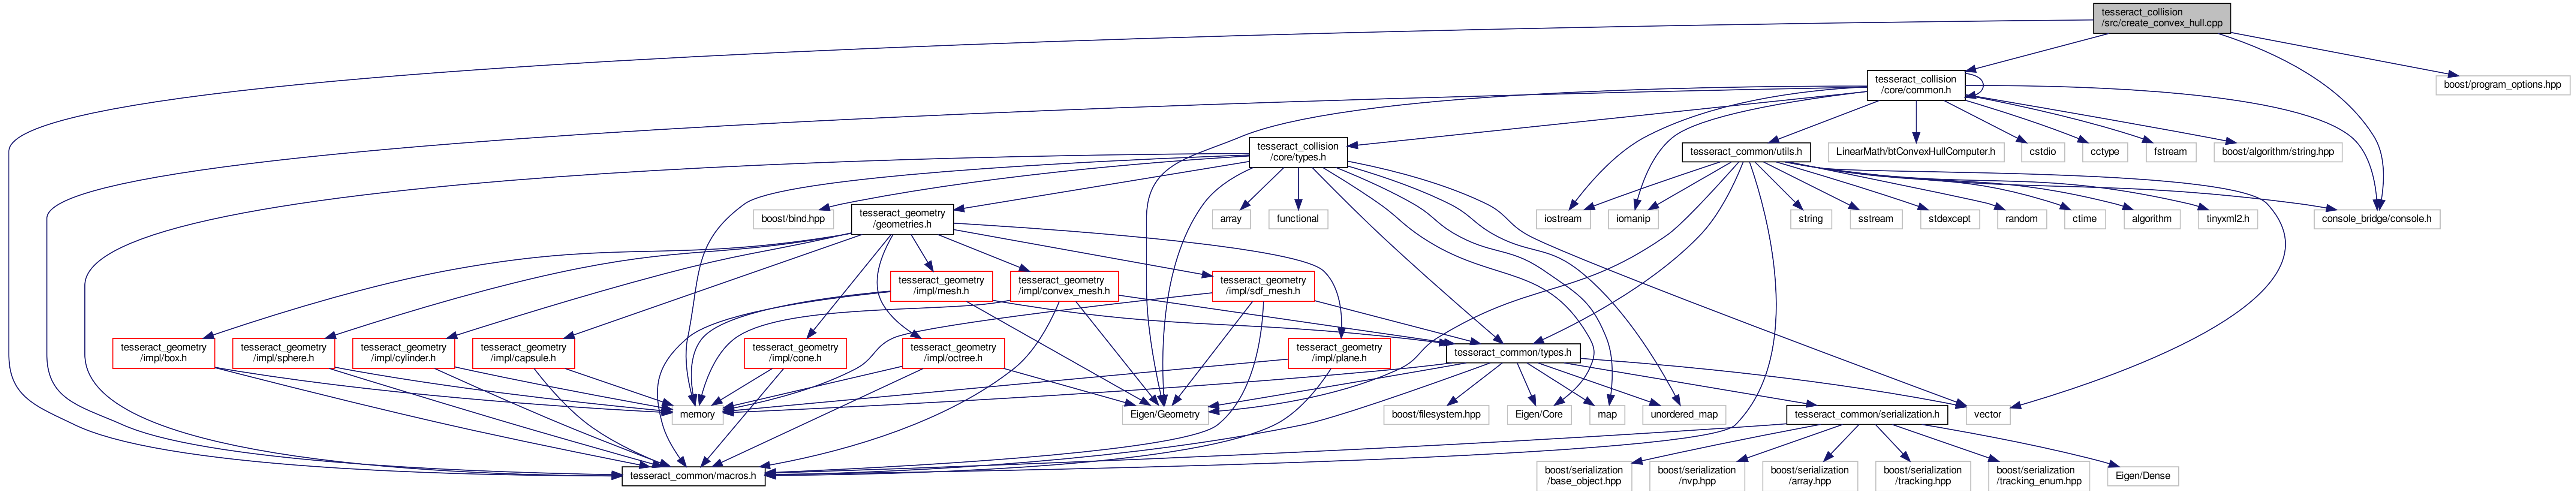 tesseract_collision
/src/create_convex_hull.cpp
tesseract_collision
/core/common.h
boost/program_options.hpp
tesseract_collision
/core/types.h
tesseract_common/utils.h
LinearMath/btConvexHullComputer.h
cstdio
cctype
fstream
boost/algorithm/string.hpp
boost/bind.hpp
tesseract_geometry
/geometries.h
array
functional
iostream
iomanip
string
sstream
stdexcept
random
ctime
algorithm
tinyxml2.h
console_bridge/console.h
tesseract_geometry
/impl/mesh.h
tesseract_geometry
/impl/convex_mesh.h
tesseract_geometry
/impl/sdf_mesh.h
tesseract_geometry
/impl/box.h
tesseract_geometry
/impl/sphere.h
tesseract_geometry
/impl/cylinder.h
tesseract_geometry
/impl/capsule.h
tesseract_geometry
/impl/cone.h
tesseract_geometry
/impl/octree.h
tesseract_geometry
/impl/plane.h
tesseract_common/types.h
memory
Eigen/Geometry
boost/filesystem.hpp
Eigen/Core
map
unordered_map
tesseract_common/serialization.h
vector
tesseract_common/macros.h
boost/serialization
/base_object.hpp
boost/serialization
/nvp.hpp
boost/serialization
/array.hpp
boost/serialization
/tracking.hpp
boost/serialization
/tracking_enum.hpp
Eigen/Dense